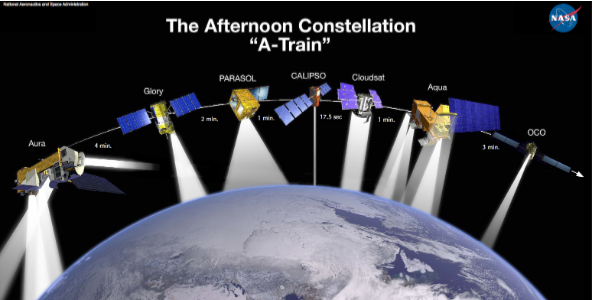 National Aeronautics and Space Administration
The Afternoon Constellation
"A-Train"
NASA
Glory
PARASOL
CALIPSO
Cloudsat
Aqua
OCO
Aura
4 min.
2 min.
1 min.
17.5 sec
1 min.
3 min.